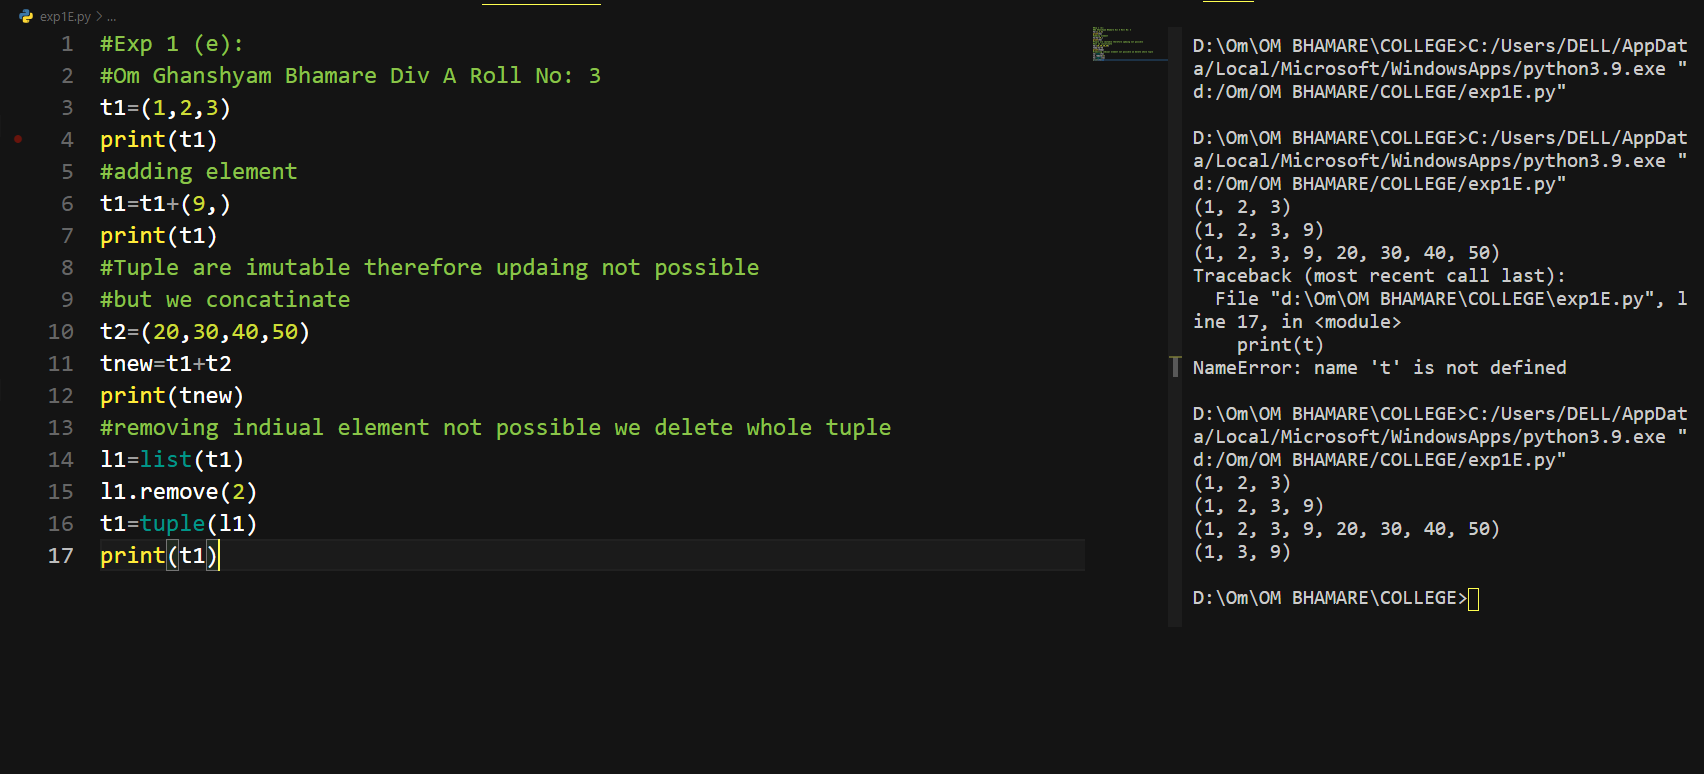 exp1E.py > ...
1 #Exp 1 (e):
2 #Om Ghanshyam Bhamare Div A Roll No: 3
3 t1=(1,2,3)
4 print(t1)
5 #adding element
6 t1=t1+(9,)
7 print(t1)
8 #Tuple are imutable therefore updaing not possible
9 #but we concatinate
10 t2=(20,30,40,50)
11 tnew=t1+t2
12 print(tnew)
13 #removing indiual element not possible we delete whole tuple
14 l1=list(t1)
15 l1.remove(2)
16 t1=tuple(l1)
17 print(t1)
D:\Om\OM BHAMARE\COLLEGE>C:/Users/DELL/AppDat
a/Local/Microsoft/WindowsApps/python3.9.exe "
d:/Om/OM BHAMARE/COLLEGE/exp1E.py"
D:\Om\OM BHAMARE\COLLEGE>C:/Users/DELL/AppDat
a/Local/Microsoft/WindowsApps/python3.9.exe "
d:/Om/OM BHAMARE/COLLEGE/exp1E.py"
(1, 2, 3)
(1, 2, 3, 9)
(1, 2, 3, 9, 20, 30, 40, 50)
Traceback (most recent call last):
  File "d:\Om\OM BHAMARE\COLLEGE\exp1E.py", l
ine 17, in <module>
    print(t)
NameError: name 't' is not defined
D:\Om\OM BHAMARE\COLLEGE>C:/Users/DELL/AppDat
a/Local/Microsoft/WindowsApps/python3.9.exe "
d:/Om/OM BHAMARE/COLLEGE/exp1E.py"
(1, 2, 3)
(1, 2, 3, 9)
(1, 2, 3, 9, 20, 30, 40, 50)
(1, 3, 9)
D:\Om\OM BHAMARE\COLLEGE>